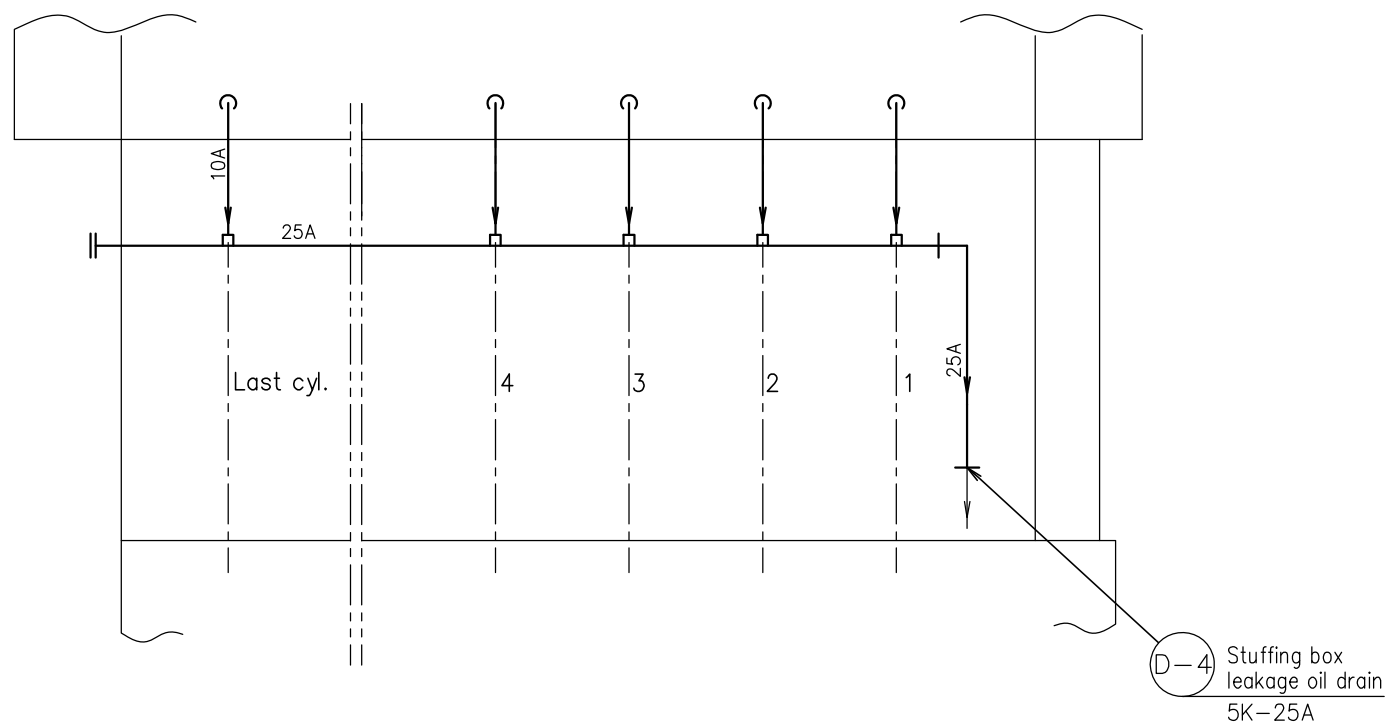 10A
25A
25A
Last cyl.
4
3
2
1
D-4
Stuffing box
leakage oil drain
5K-25A